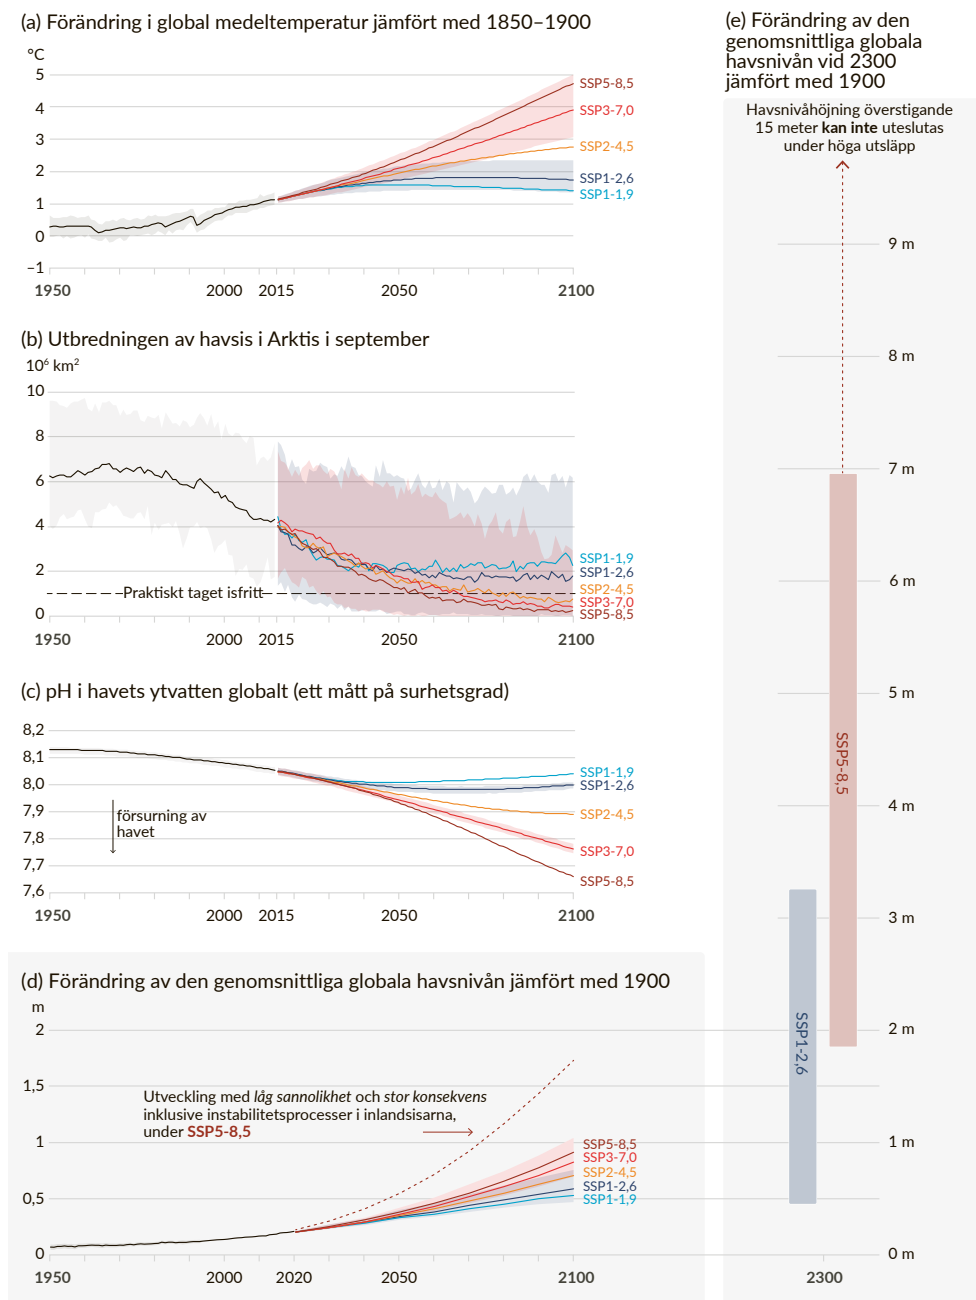 (a) Förändring i global medeltemperatur jämfört med 1850–1900
°C
5
4
3
2
1
0
–1
SSP5-8,5
SSP3-7,0
SSP2-4,5
SSP1-2,6
SSP1-1,9
1950 2000 2015 2050 2100
(b) Utbredningen av havsis i Arktis i september
10⁶ km²
10
8
6
4
2
0
Praktiskt taget isfritt
SSP1-1,9
SSP1-2,6
SSP2-4,5
SSP3-7,0
SSP5-8,5
1950 2000 2015 2050 2100
(c) pH i havets ytvatten globalt (ett mått på surhetsgrad)
8,2
8,1
8,0
7,9
7,8
7,7
7,6
försurning av
havet
SSP1-1,9
SSP1-2,6
SSP2-4,5
SSP3-7,0
SSP5-8,5
1950 2000 2015 2050 2100
(d) Förändring av den genomsnittliga globala havsnivån jämfört med 1900
m
2
1,5
1
0,5
0
Utveckling med låg sannolikhet och stor konsekvens
inklusive instabilitetsprocesser i inlandsisarna,
under SSP5-8,5
SSP5-8,5
SSP3-7,0
SSP2-4,5
SSP1-2,6
SSP1-1,9
1950 2000 2020 2050 2100
(e) Förändring av den
genomsnittliga globala
havsnivån vid 2300
jämfört med 1900
Havsnivåhöjning överstigande
15 meter kan inte uteslutas
under höga utsläpp
9 m
8 m
7 m
6 m
5 m
4 m
3 m
2 m
1 m
0 m
SSP5-8,5
SSP1-2,6
2300